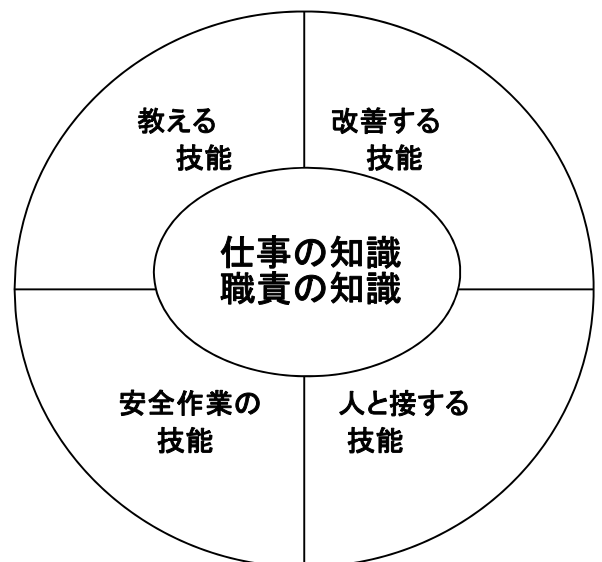 教える
技能
改善する
技能
仕事の知識
職責の知識
安全作業の
技能
人と接する
技能